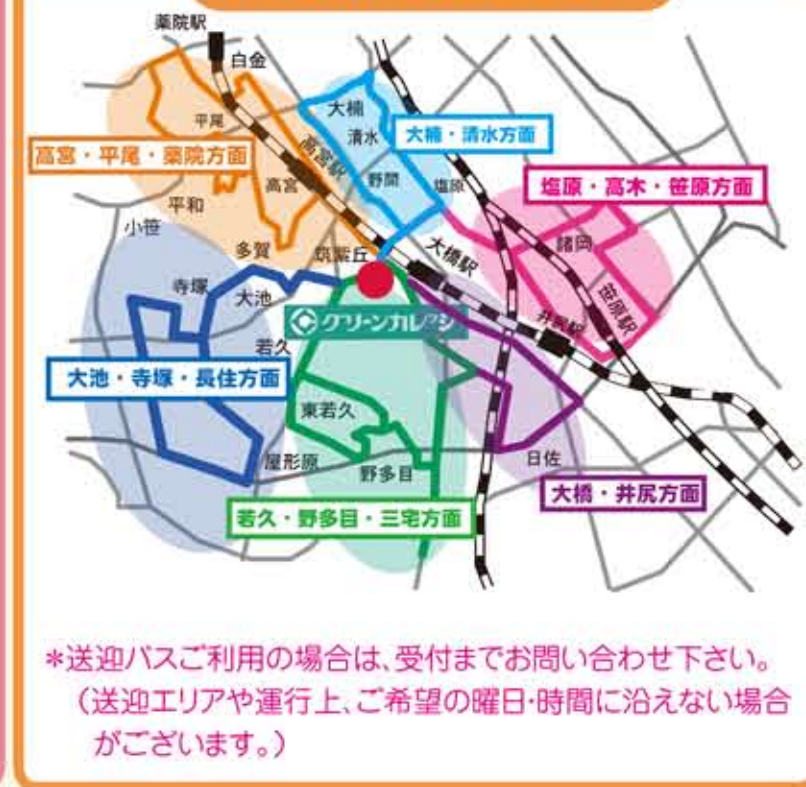 薬院駅
白金
平尾
大楠
清水
大楠・清水方面
高宮・平尾・薬院方面
高宮駅
高宮
野間
塩原
塩原・高木・笹原方面
平和
小笹
多賀
筑紫丘
大橋駅
諸岡
寺塚
大池
笹原駅
グリーンカレッジ
井尻駅
若久
大池・寺塚・長住方面
東若久
屋形原
野多目
日佐
大橋・井尻方面
若久・野多目・三宅方面
*送迎バスご利用の場合は、受付までお問い合わせ下さい。
(送迎エリアや運行上、ご希望の曜日・時間に沿えない場合
がございます。)